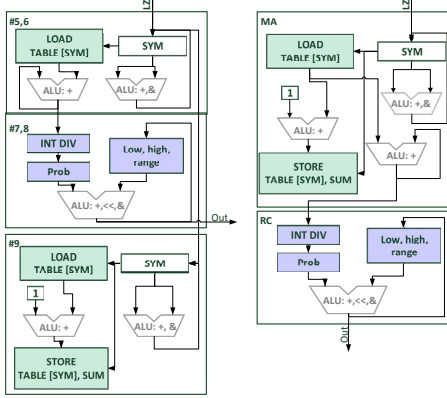 LZ
#5,6
LOAD
TABLE [SYM]
SYM
ALU: +
ALU: +,&
#7,8
INT DIV
Prob
Low, high,
range
ALU: +,<<,&
Out
#9
LOAD
TABLE [SYM]
SYM
1
ALU: +
ALU: +, &
STORE
TABLE [SYM], SUM
LZ
MA
LOAD
TABLE [SYM]
SYM
1
ALU: +,&
ALU: +
ALU: +
STORE
TABLE [SYM], SUM
RC
INT DIV
Prob
Low, high,
range
ALU: +,<<,&
Out